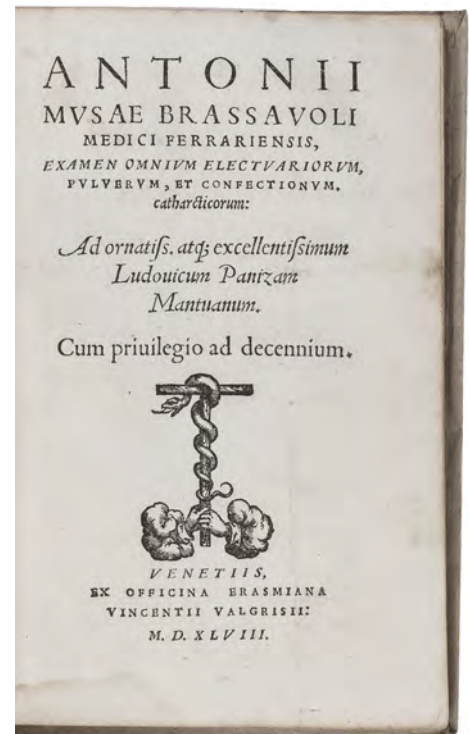 ANTONII
MVSAE BRASSAVOLI
MEDICI FERRARIENSIS,
EXAMEN OMNIVM ELECTVARIORVM,
PVLVERVM, ET CONFECTIONVM.
catharcticorum:
Ad ornatiſs. atq; excellentiſsimum
Ludouicum Panizam
Mantuanum.
Cum priuilegio ad decennium.
VENETIIS,
EX OFFICINA ERASMIANA
VINCENTII VALGRISII:
M. D. XLVIII.